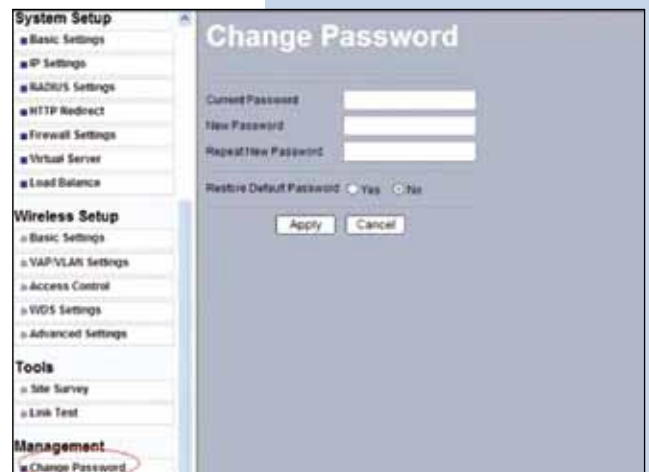 System Setup
Basic Settings
IP Settings
RADIUS Settings
HTTP Redirect
Firewall Settings
Virtual Server
Load Balance
Wireless Setup
Basic Settings
VAP/VLAN Settings
Access Control
WDS Settings
Advanced Settings
Tools
Site Survey
Link Test
Management
Change Password
Change Password
Current Password
New Password
Repeat New Password
Restore Default Password Yes No
Apply Cancel